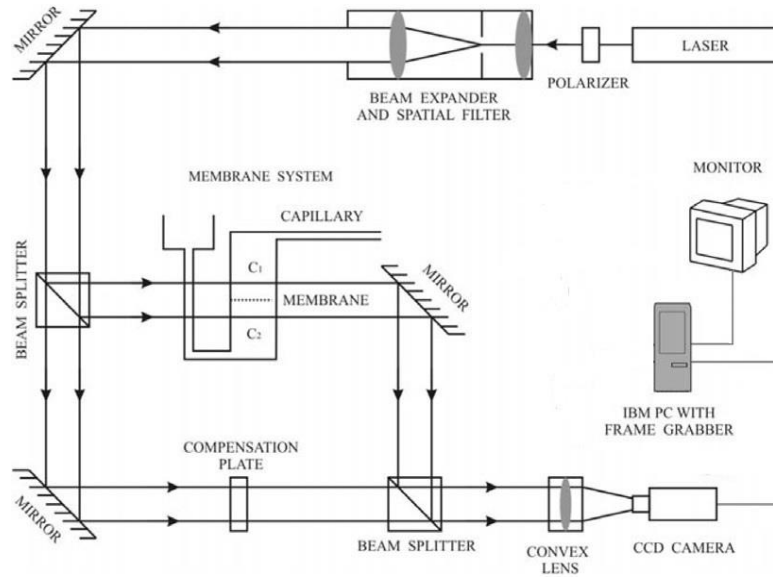 MIRROR
LASER
BEAM EXPANDER
AND SPATIAL FILTER
POLARIZER
MONITOR
MEMBRANE SYSTEM
CAPILLARY
C1
MIRROR
BEAM SPLITTER
MEMBRANE
C2
IBM PC WITH
FRAME GRABBER
COMPENSATION
PLATE
MIRROR
BEAM SPLITTER
CONVEX
LENS
CCD CAMERA